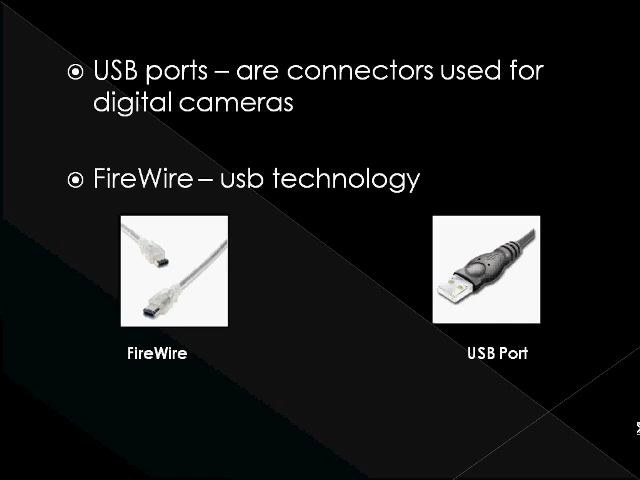 USB ports – are connectors used for
digital cameras
FireWire – usb technology
FireWire
USB Port